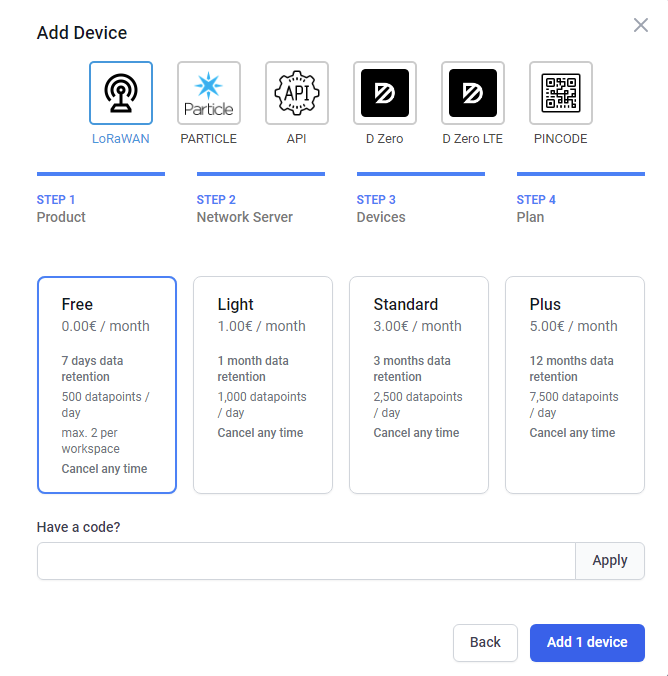 Add Device
API
Particle
LoRaWAN
PARTICLE
API
D Zero
D Zero LTE
PINCODE
STEP 1
Product
STEP 2
Network Server
STEP 3
Devices
STEP 4
Plan
Free
0.00€ / month
7 days data
retention
500 datapoints /
day
max. 2 per
workspace
Cancel any time
Light
1.00€ / month
1 month data
retention
1,000 datapoints
/ day
Cancel any time
Standard
3.00€ / month
3 months data
retention
2,500 datapoints
/ day
Cancel any time
Plus
5.00€ / month
12 months data
retention
7,500 datapoints
/ day
Cancel any time
Have a code?
Apply
Back
Add 1 device